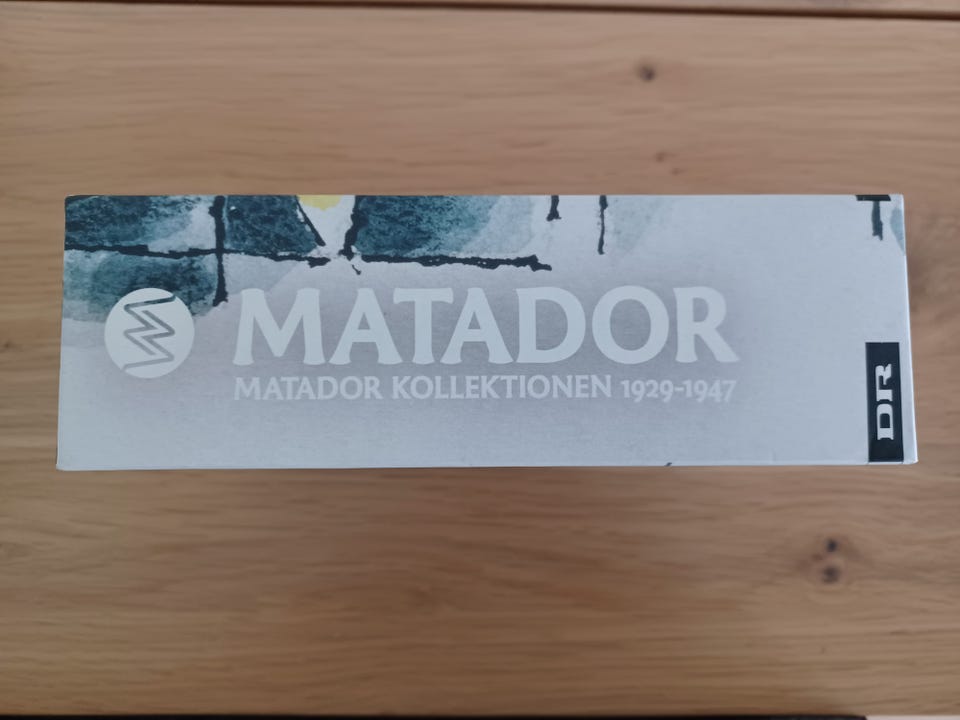 MATADOR
MATADOR KOLLEKTIONEN 1929-1947
DR